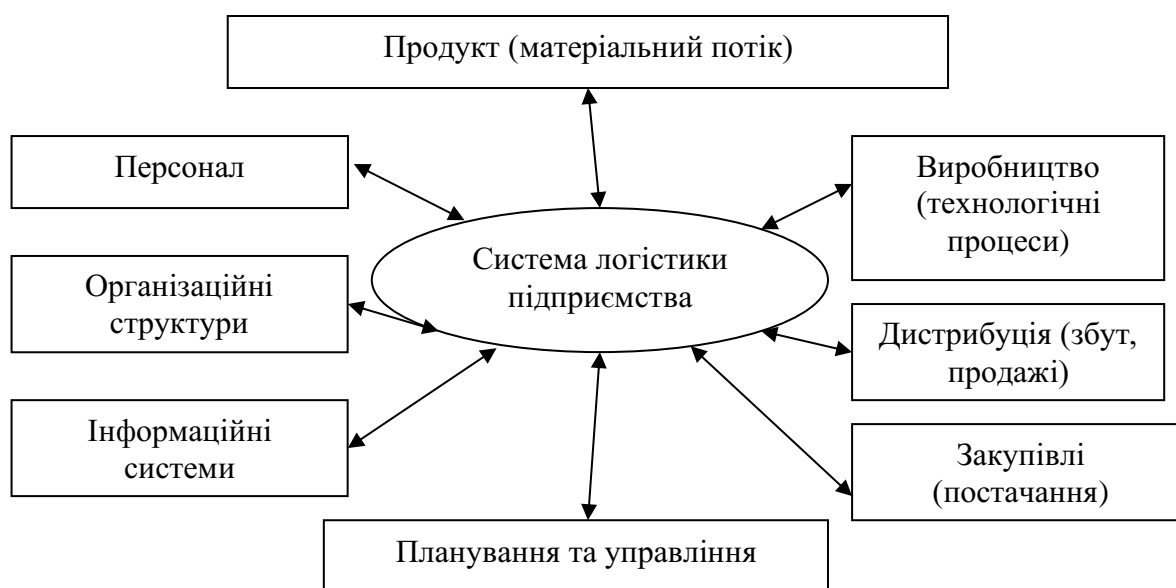 Продукт (матеріальний потік)
Персонал
Виробництво
(технологічні
процеси)
Система логістики
підприємства
Організаційні
структури
Дистрибуція (збут,
продажі)
Інформаційні
системи
Закупівлі
(постачання)
Планування та управління